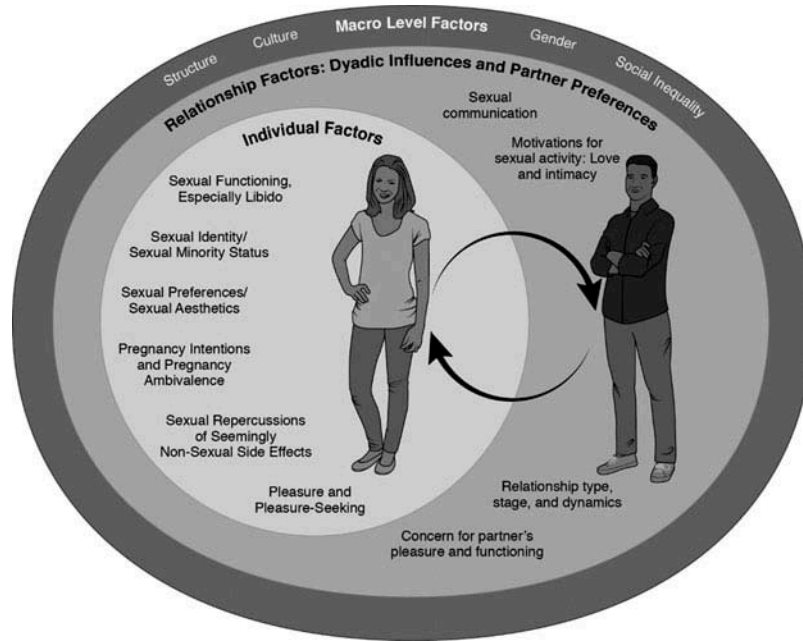 Macro Level Factors
Structure
Culture
Gender
Social Inequality
Relationship Factors: Dyadic Influences and Partner Preferences
Sexual
communication
Motivations for
sexual activity: Love
and intimacy
Individual Factors
Sexual Functioning,
Especially Libido
Sexual Identity/
Sexual Minority Status
Sexual Preferences/
Sexual Aesthetics
Pregnancy Intentions
and Pregnancy
Ambivalence
Sexual Repercussions
of Seemingly
Non-Sexual Side Effects
Pleasure and
Pleasure-Seeking
Relationship type,
stage, and dynamics
Concern for partner's
pleasure and functioning